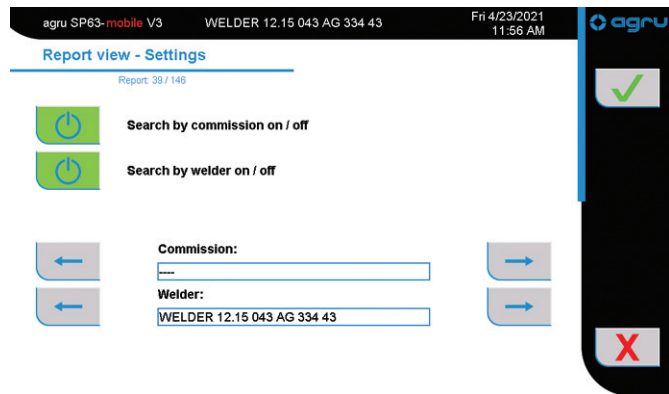 agru SP63-mobile V3
WELDER 12.15 043 AG 334 43
Fri 4/23/2021
11:56 AM
agru
Report view - Settings
Report: 39 / 146
Search by commission on / off
Search by welder on / off
Commission:
----
Welder:
WELDER 12.15 043 AG 334 43
X